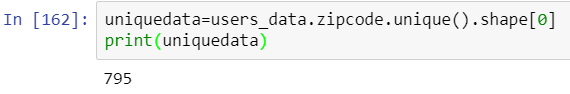 In [162]: uniquedata=users_data.zipcode.unique().shape[0]
print(uniquedata)
795